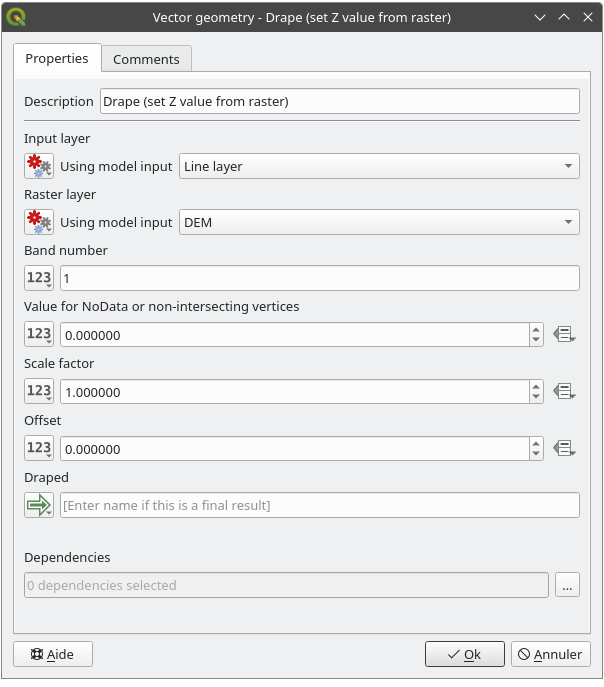 Vector geometry - Drape (set Z value from raster)
Properties
Comments
Description Drape (set Z value from raster)
Input layer
Using model input Line layer
Raster layer
Using model input DEM
Band number
123 1
Value for NoData or non-intersecting vertices
123 0.000000
Scale factor
123 1.000000
Offset
123 0.000000
Draped
[Enter name if this is a final result]
Dependencies
0 dependencies selected ...
Aide
Ok
Annuler